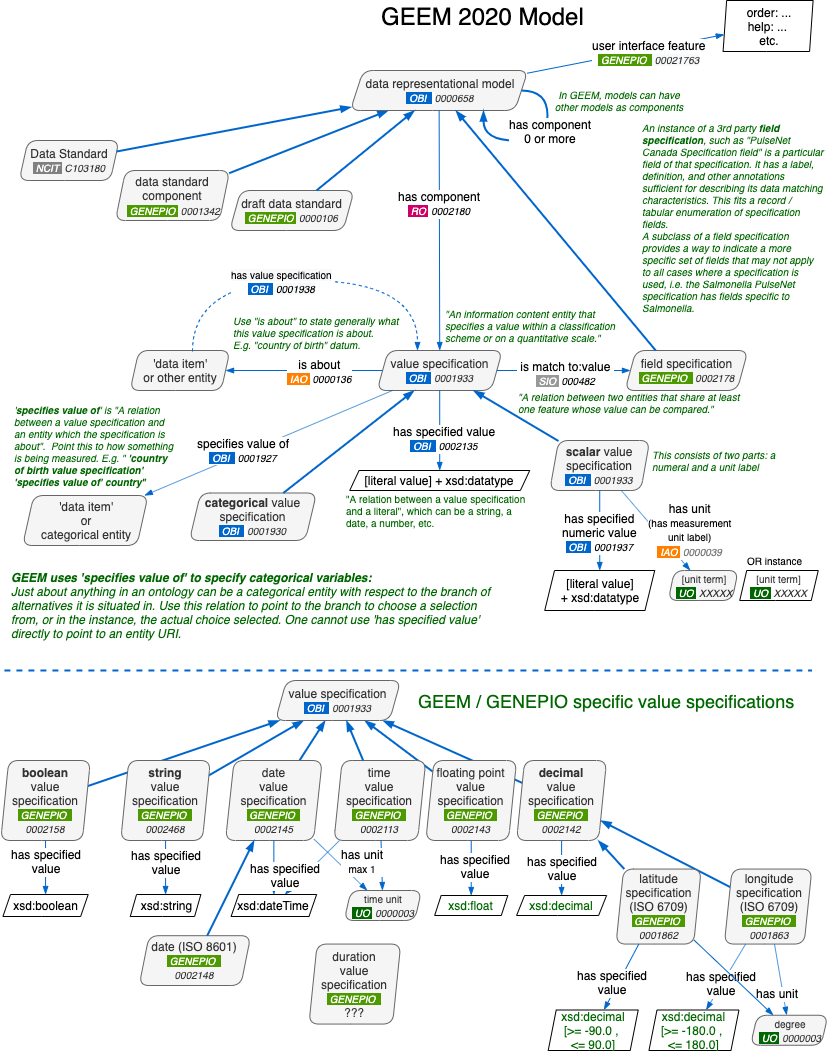 GEEM 2020 Model
order: ...
help: ...
etc.
user interface feature
GENEPIO 00021763
data representational model
OBI 0000658
In GEEM, models can have
other models as components
has component
0 or more
An instance of a 3rd party field
specification, such as "PulseNet
Canada Specification field" is a particular
field of that specification. It has a label,
definition, and other annotations
sufficient for describing its data matching
characteristics. This fits a record /
tabular enumeration of specification
fields.
A subclass of a field specification
provides a way to indicate a more
specific set of fields that may not apply
to all cases where a specification is
used, i.e. the Salmonella PulseNet
specification has fields specific to
Salmonella.
Data Standard
NCIT C103180
data standard
component
GENEPIO 0001342
draft data standard
GENEPIO 0000106
has component
RO 0002180
has value specification
OBI 0001938
Use "is about" to state generally what
this value specification is about.
E.g. "country of birth" datum.
"An information content entity that
specifies a value within a classification
scheme or on a quantitative scale."
'data item'
or other entity
is about
IAO 0000136
value specification
OBI 0001933
is match to:value
SIO 000482
field specification
GENEPIO 0002178
"A relation between two entities that share at least
one feature whose value can be compared."
'specifies value of' is "A relation
between a value specification and
an entity which the specification is
about". Point this to how something
is being measured. E.g. " 'country
of birth value specification'
'specifies value of' country"
specifies value of
OBI 0001927
has specified value
OBI 0002135
scalar value
specification
OBI 0001933
This consists of two parts: a
numeral and a unit label
[literal value] + xsd:datatype
"A relation between a value specification
and a literal", which can be a string, a
date, a number, etc.
'data item'
or
categorical entity
categorical value
specification
OBI 0001930
has specified
numeric value
OBI 0001937
has unit
(has measurement
unit label)
IAO 0000039
OR instance
[literal value]
+ xsd:datatype
[unit term]
UO XXXXX
[unit term]
UO XXXXX
GEEM uses 'specifies value of' to specify categorical variables:
Just about anything in an ontology can be a categorical entity with respect to the branch of
alternatives it is situated in. Use this relation to point to the branch to choose a selection
from, or in the instance, the actual choice selected. One cannot use 'has specified value'
directly to point to an entity URI.
value specification
OBI 0001933
GEEM / GENEPIO specific value specifications
boolean
value
specification
GENEPIO
0002158
string
value
specification
GENEPIO
0002468
date
value
specification
GENEPIO
0002145
time
value
specification
GENEPIO
0002113
floating point
value
specification
GENEPIO
0002143
decimal
value
specification
GENEPIO
0002142
has specified
value
has specified
value
has specified
value
has unit
max 1
has specified
value
has specified
value
xsd:boolean
xsd:string
xsd:dateTime
time unit
UO 0000003
xsd:float
xsd:decimal
latitude
specification
(ISO 6709)
GENEPIO
0001862
longitude
specification
(ISO 6709)
GENEPIO
0001863
date (ISO 8601)
GENEPIO
0002148
duration
value
specification
GENEPIO
???
has specified
value
has specified
value
has unit
xsd:decimal
[>= -90.0 ,
<= 90.0]
xsd:decimal
[>= -180.0 ,
<= 180.0]
degree
UO 0000003